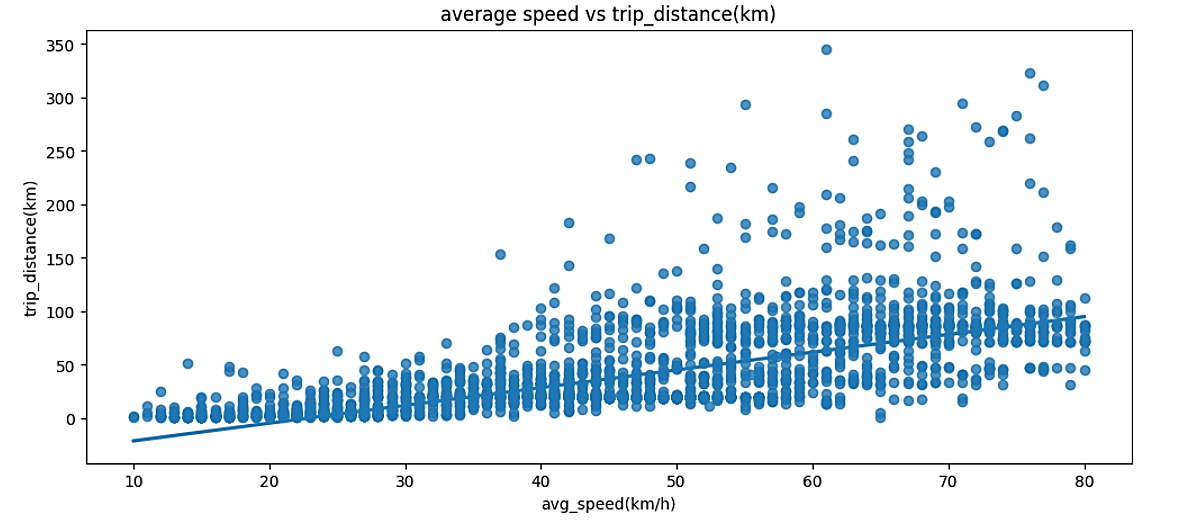 average speed vs trip_distance(km)
350
300
250
200
150
100
50
0
trip_distance(km)
10 20 30 40 50 60 70 80
avg_speed(km/h)